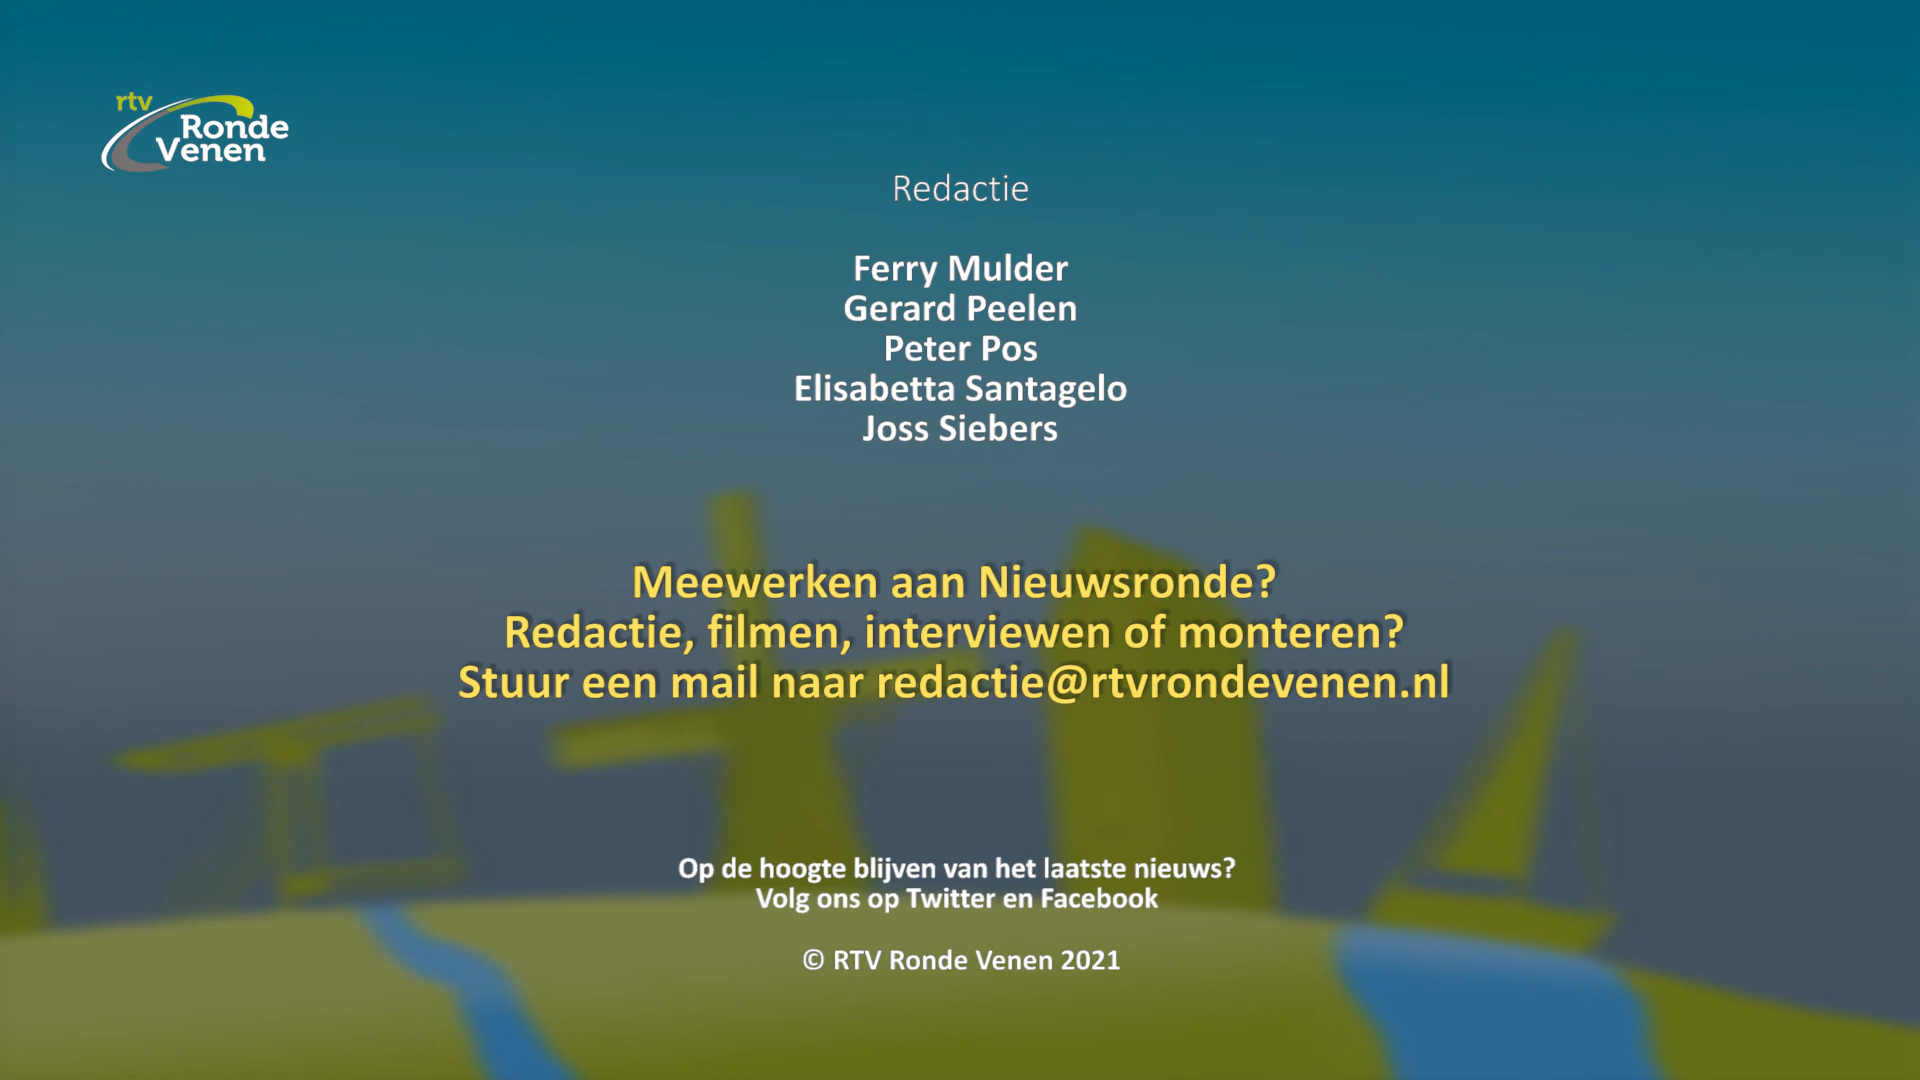 rtv
Ronde
Venen
Redactie
Ferry Mulder
Gerard Peelen
Peter Pos
Elisabetta Santagelo
Joss Siebers
Meewerken aan Nieuwsronde?
Redactie, filmen, interviewen of monteren?
Stuur een mail naar redactie@rtvrondevenen.nl
Op de hoogte blijven van het laatste nieuws?
Volg ons op Twitter en Facebook
© RTV Ronde Venen 2021